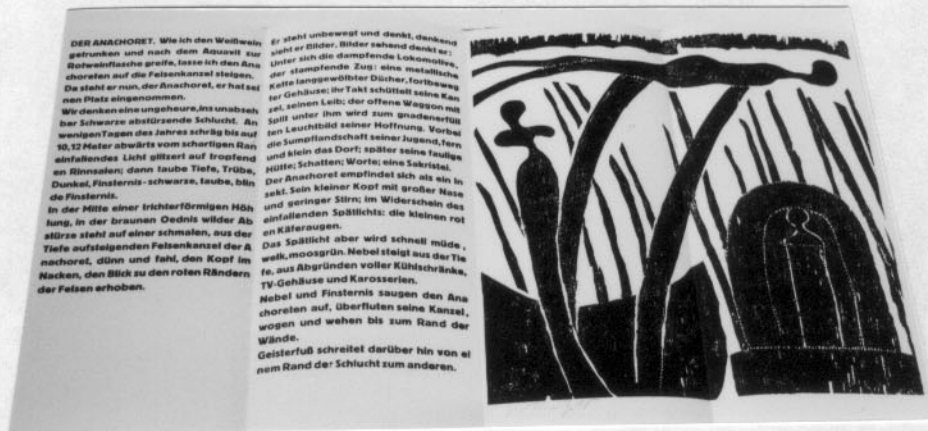 DER ANACHORET. Wie ich den Weißwein
getrunken und nach dem Aquavit zur
Rotweinflasche greife, lasse ich den Ana
choreten auf die Felsenkanzel steigen.
Da steht er nun, der Anachoret, er hat sei
nen Platz eingenommen.
Wir denken eine ungeheure, ins unabseh
bar Schwarze abstürzende Schlucht. An
wenigen Tagen des Jahres schräg bis auf
10, 12 Meter abwärts vom schartigen Ran
einfallendes Licht glitzert auf tropfend
en Rinnsalen; dann taube Tiefe, Trübe,
Dunkel, Finsternis-schwarze, taube, blin
de Finsternis.
In der Mitte einer trichterförmigen Höh
lung, in der braunen Oednis wilder Ab
stürze steht auf einer schmalen, aus der
Tiefe aufsteigenden Felsenkanzel der A
nachoret, dünn und fahl, den Kopf im
Nacken, den Blick zu den roten Rändern
der Felsen erhoben.
Er steht unbewegt und denkt, denkend
sieht er Bilder, Bilder sehend denkt er:
Unter sich die dampfende Lokomotive,
der stampfende Zug: eine metallische
Kette langgewölbter Dächer, fortbeweg
ter Gehäuse; ihr Takt schüttelt seine Kan
zel, seinen Leib; der offene Waggon mit
Split unter ihm wird zum gnadenerfüll
ten Leuchtbild seiner Hoffnung. Vorbei
die Sumpflandschaft seiner Jugend, fern
und klein das Dorf; später seine faulige
Hütte; Schatten; Worte; eine Sakristei.
Der Anachoret empfindet sich als ein In
sekt. Sein kleiner Kopf mit großer Nase
und geringer Stirn; im Widerschein des
einfallenden Spätlichts: die kleinen rot
en Käferaugen.
Das Spätlicht aber wird schnell müde,
welk, moosgrün. Nebel steigt aus der Tie
fe, aus Abgründen voller Kühlschränke,
TV-Gehäuse und Karosserien.
Nebel und Finsternis saugen den Ana
choreten auf, überfluten seine Kanzel,
wogen und wehen bis zum Rand der
Wände.
Geisterfuß schreitet darüber hin von ei
nem Rand der Schlucht zum anderen.